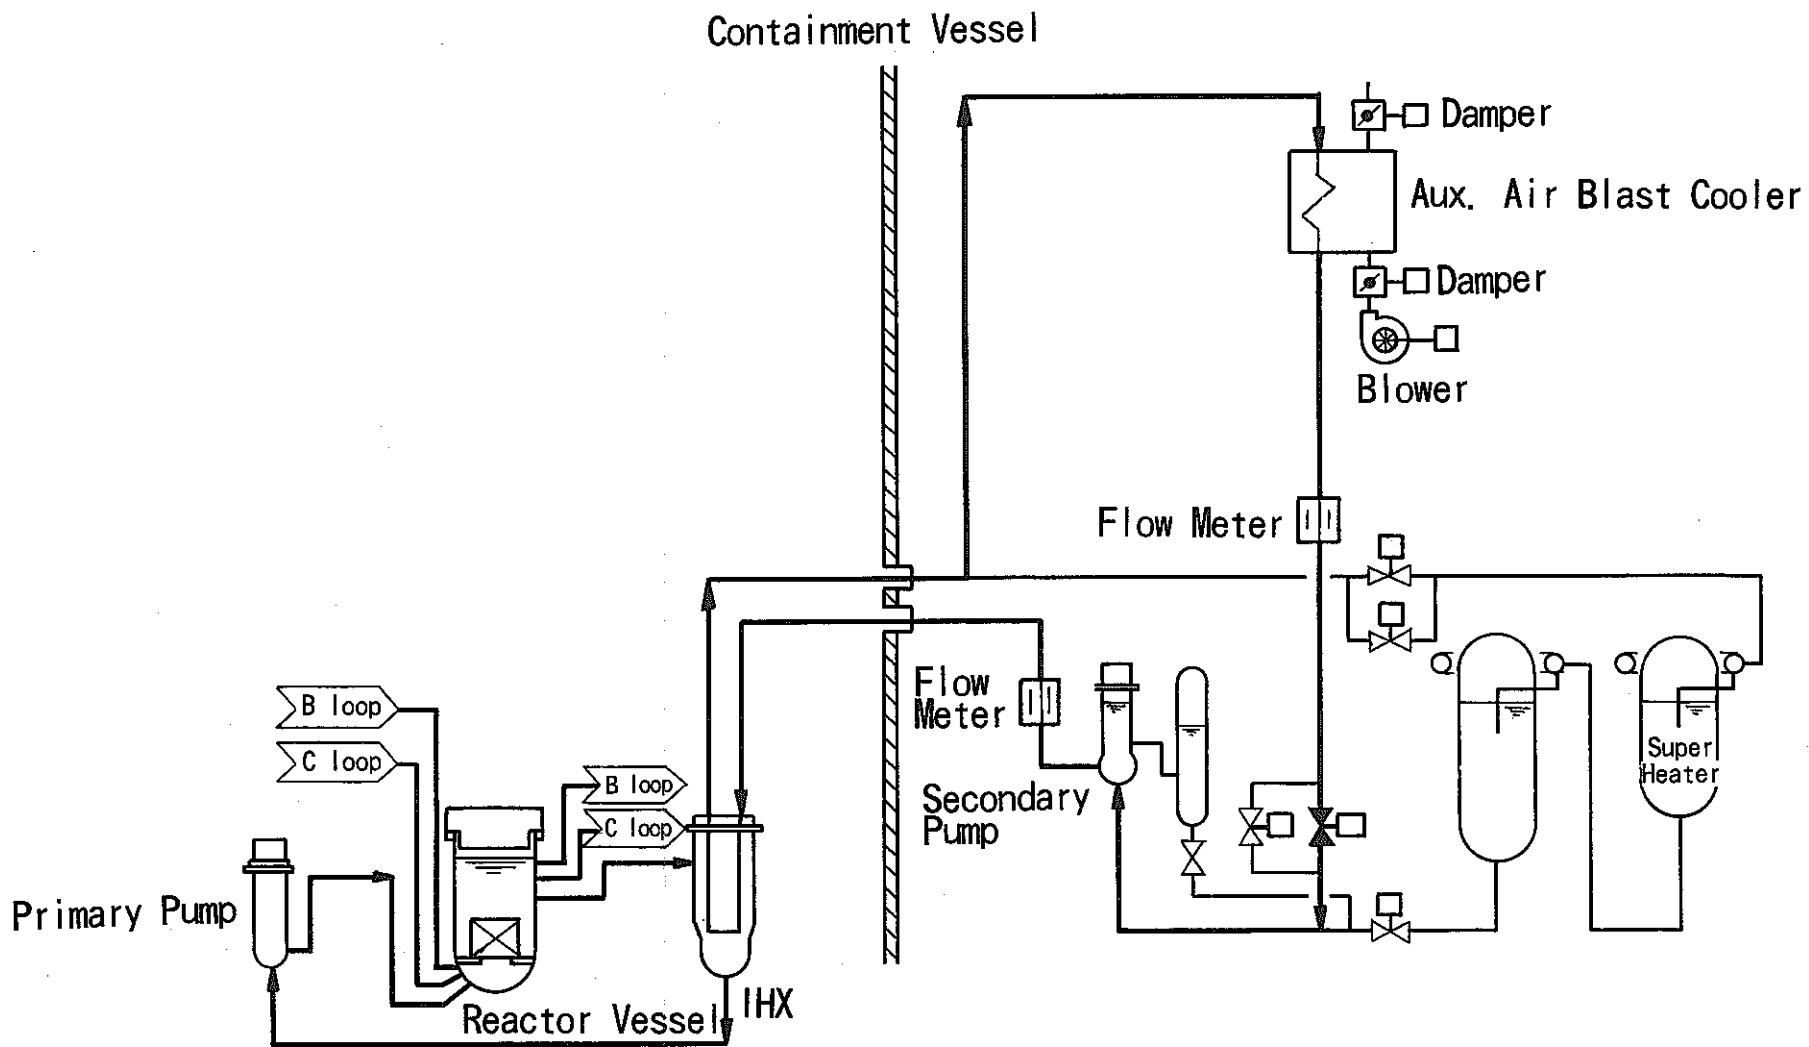 Containment Vessel
Damper
Aux. Air Blast Cooler
Damper
Blower
Flow Meter
Flow
Meter
B loop
C loop
B loop
C loop
Super
Heater
Secondary
Pump
Primary Pump
IHX
Reactor Vessel